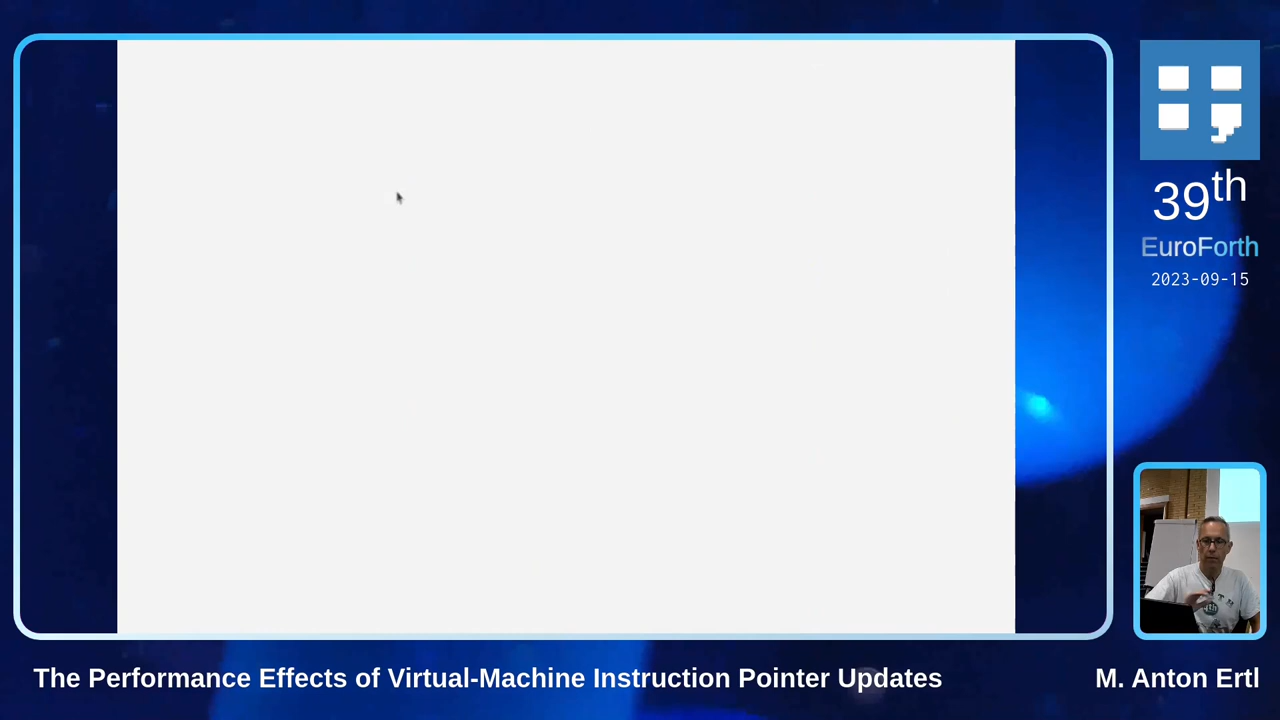 39th
EuroForth
2023-09-15
The Performance Effects of Virtual-Machine Instruction Pointer Updates
M. Anton Ertl